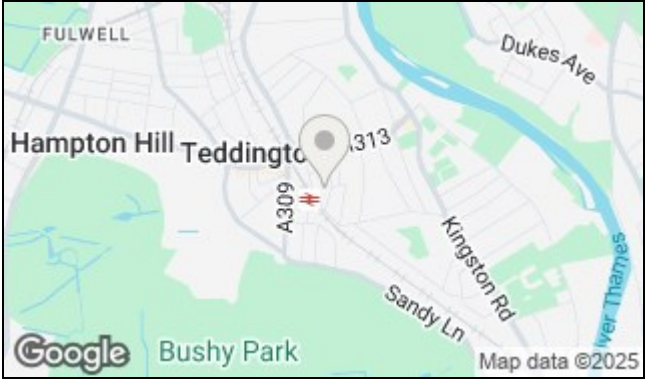 FULWELL
Dukes Ave
Hampton Hill
Teddingto
A313
A309
Kingston Rd
Sandy Ln
iver Thames
Google
Bushy Park
Map data ©2025